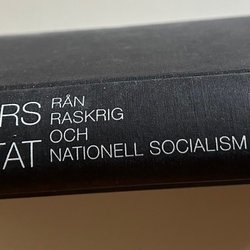 RS RÅN
RASKRIG
OCH
TAT NATIONELL SOCIALISM